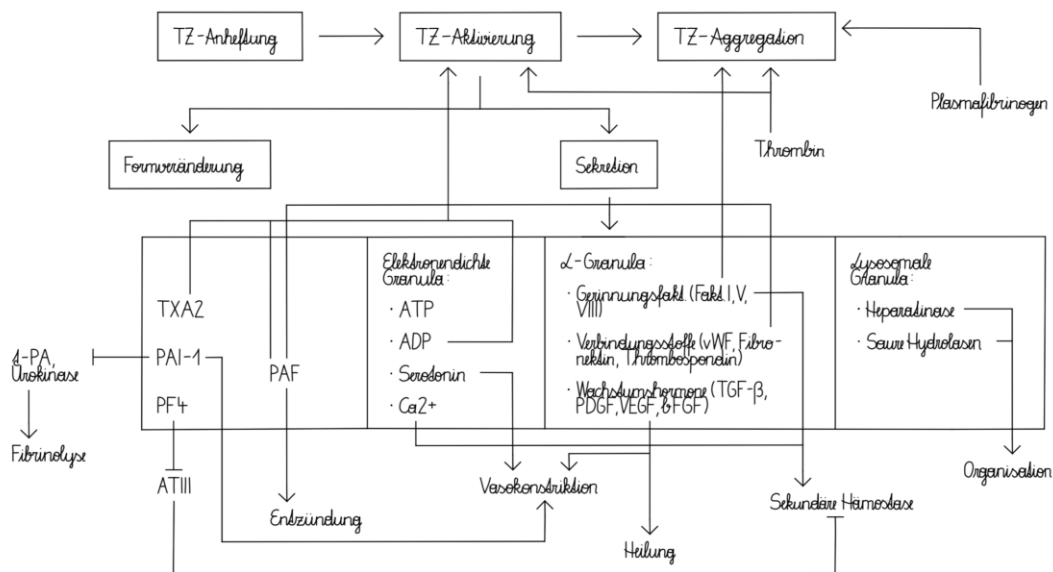 TZ-Anheftung
TZ-Aktivierung
TZ-Aggregation
Plasmafibrinogen
Thrombin
Formveränderung
Sekretion
TXA2
PAI-1
PF4
PAF
Elektronendichte
Granula:
· ATP
· ADP
· Serotonin
· Ca2+
α-Granula:
· Gerinnungsfakt. (Fakt. I, V,
VIII)
· Verbindungsstoffe (vWF, Fibro-
nektin, Thrombospondin)
· Wachstumshormone (TGF-β,
PDGF, VEGF, bFGF)
Lysosomale
Granula:
· Heparatinase
· Saure Hydrolasen
t-PA,
Urokinase
Fibrinolyse
ATIII
Entzündung
Vasokonstriktion
Heilung
Sekundäre Hämostase
Organisation